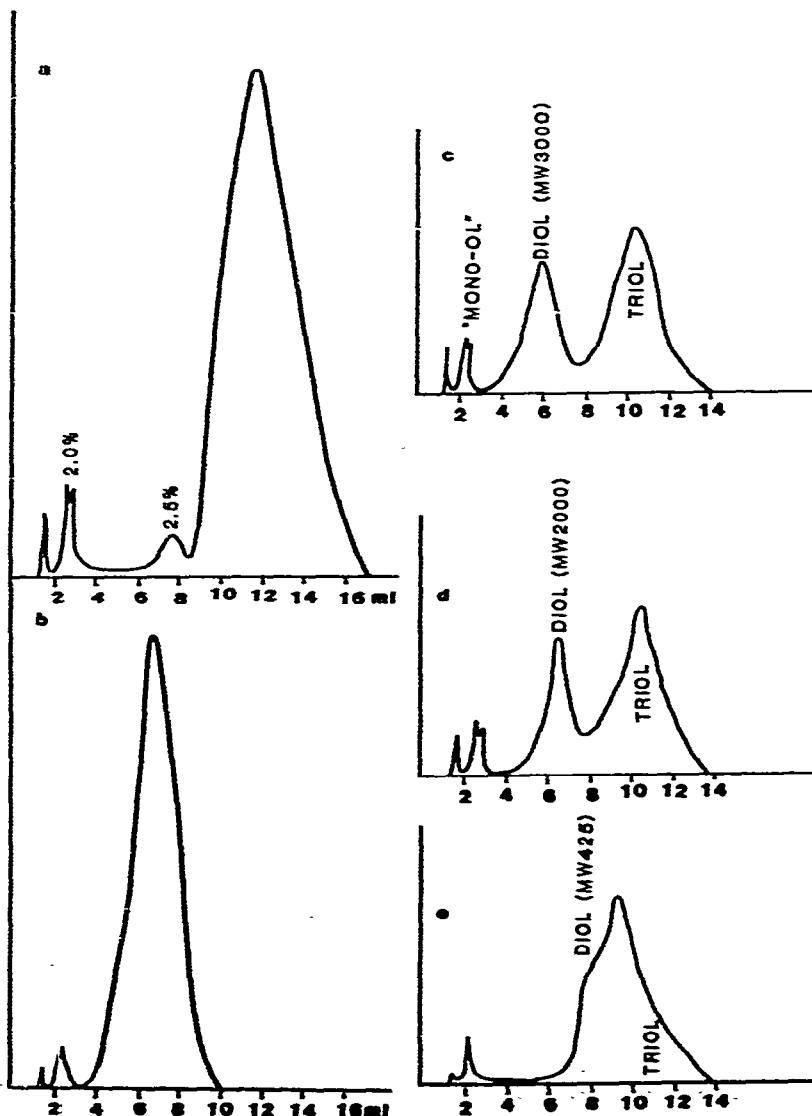 a
2.0%
2.5%
2 4 6 8 10 12 14 16 ml
b
2 4 6 8 10 12 14 16 ml
c
"MONO-OL"
DIOL (MW3000)
TRIOL
2 4 6 8 10 12 14
d
DIOL (MW2000)
TRIOL
2 4 6 8 10 12 14
e
DIOL (MW425)
TRIOL
2 4 6 8 10 12 14